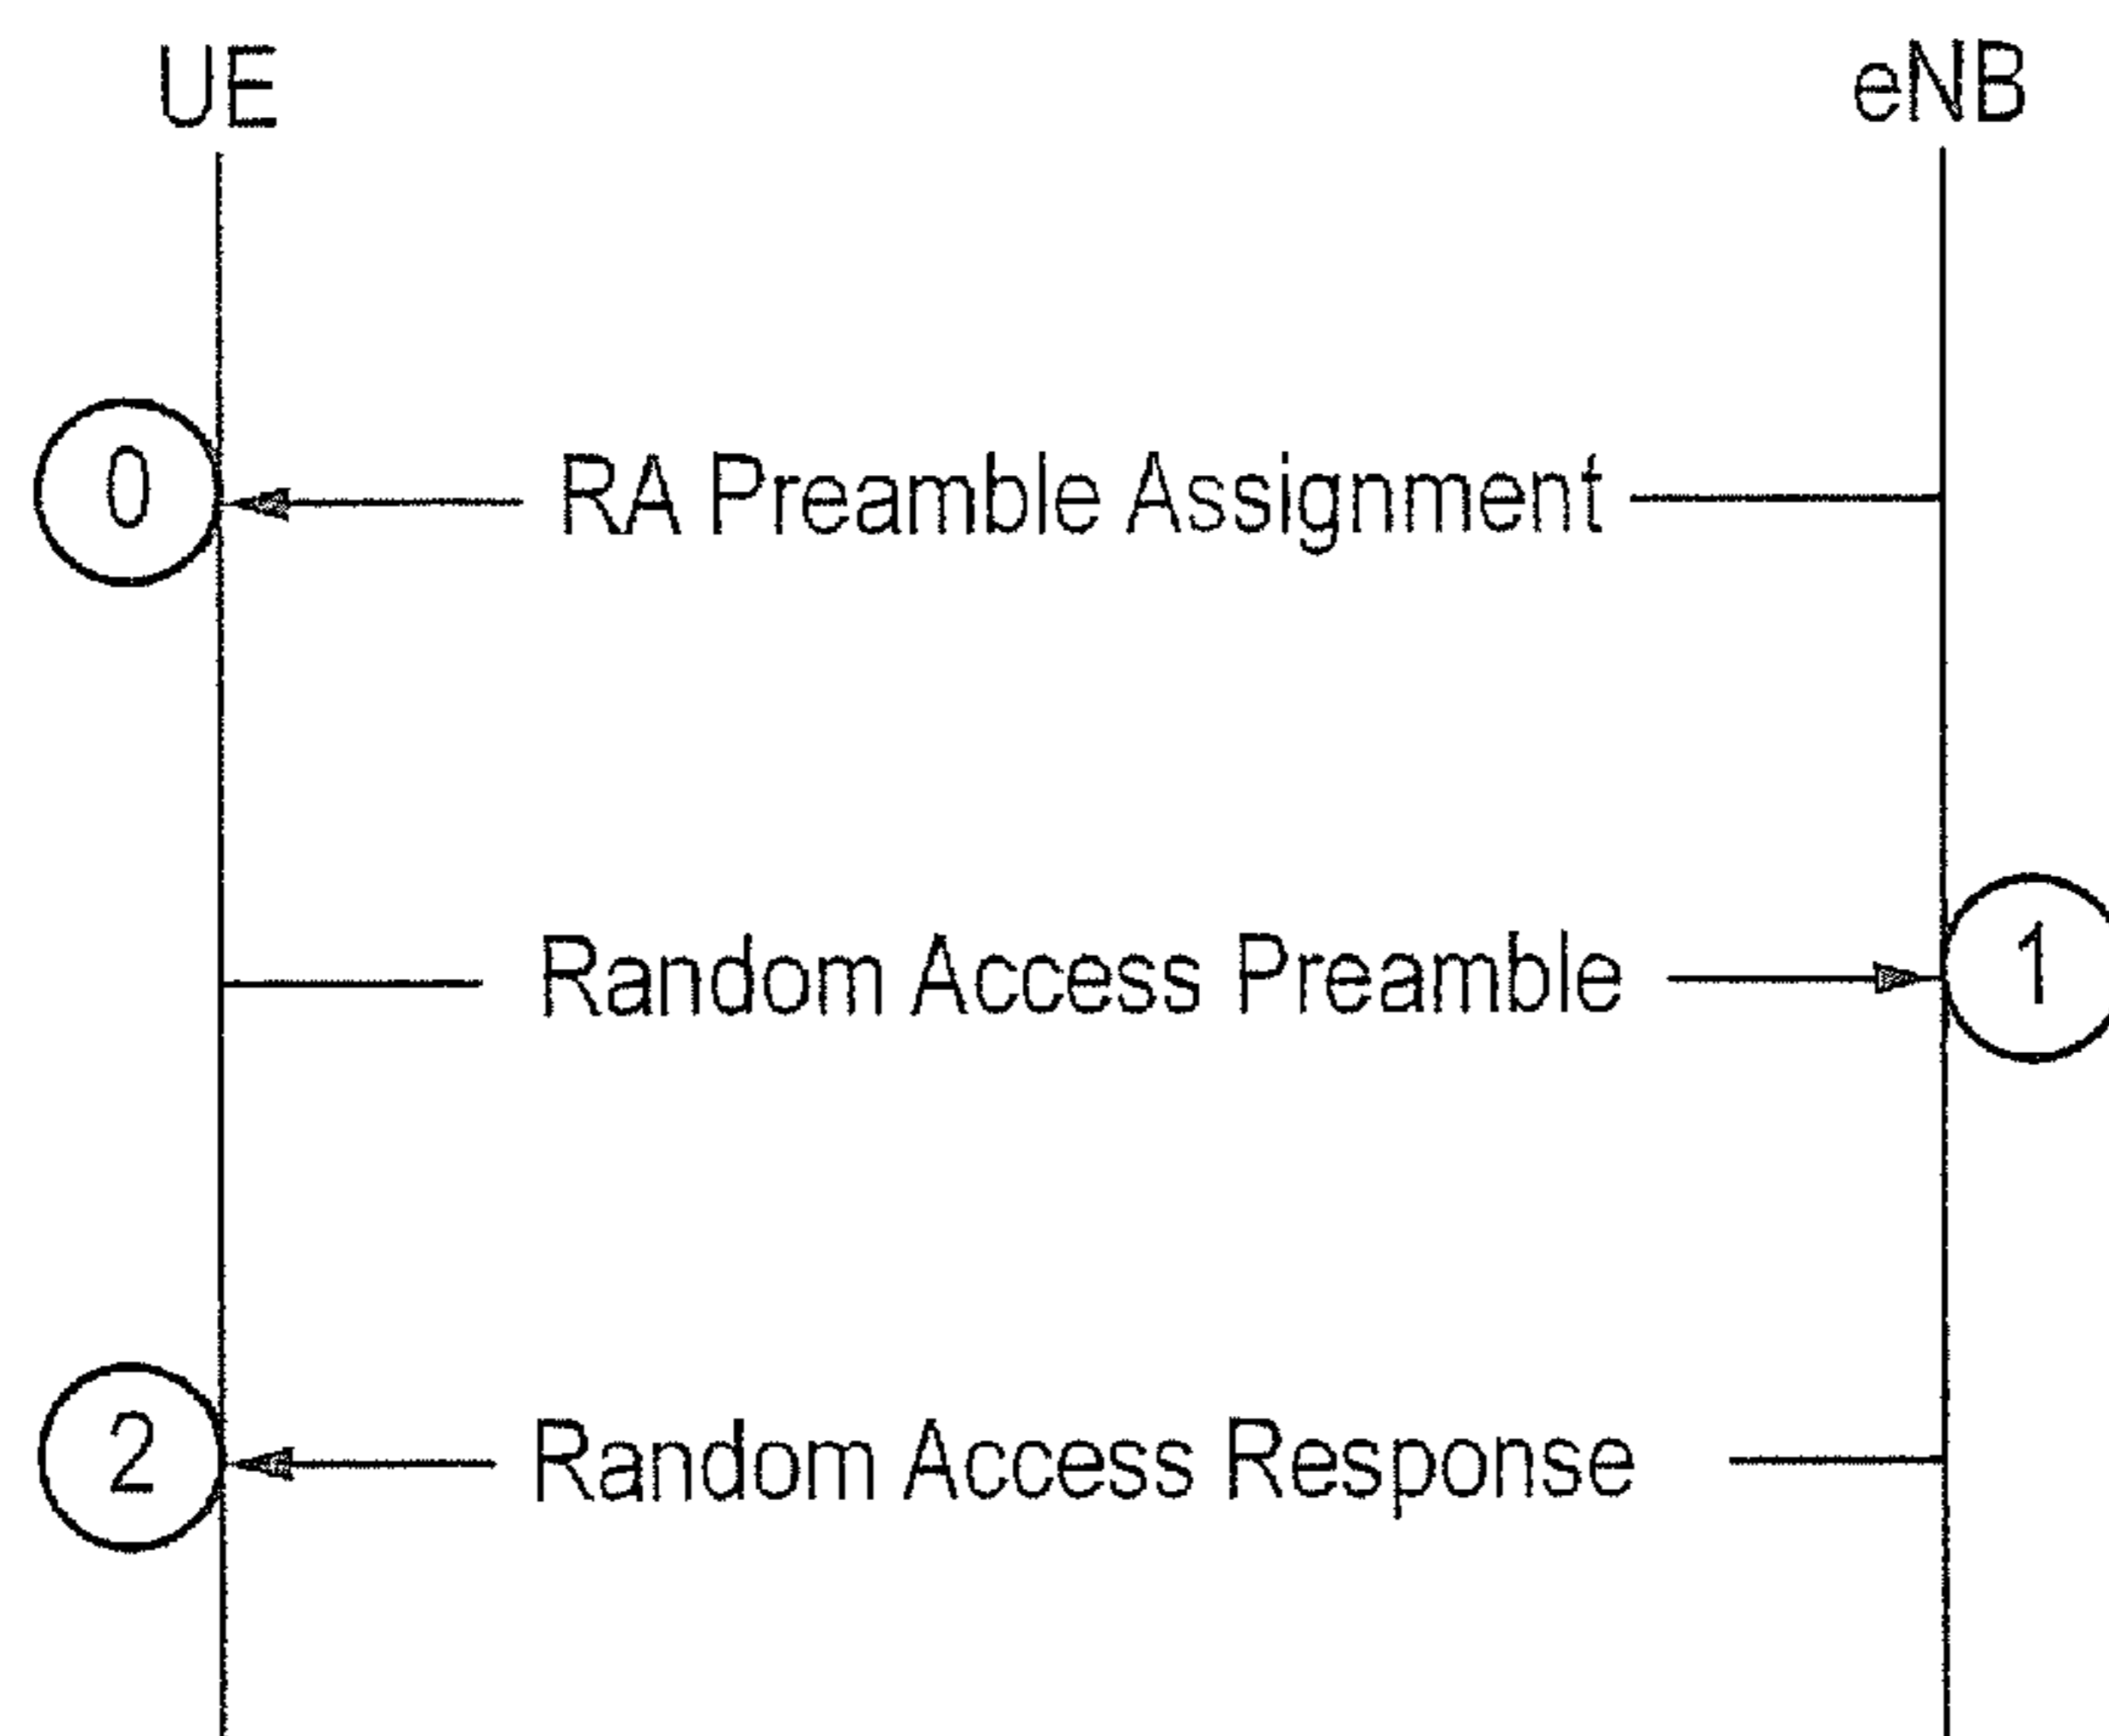 UE eNB
0 RA Preamble Assignment
Random Access Preamble 1
2 Random Access Response